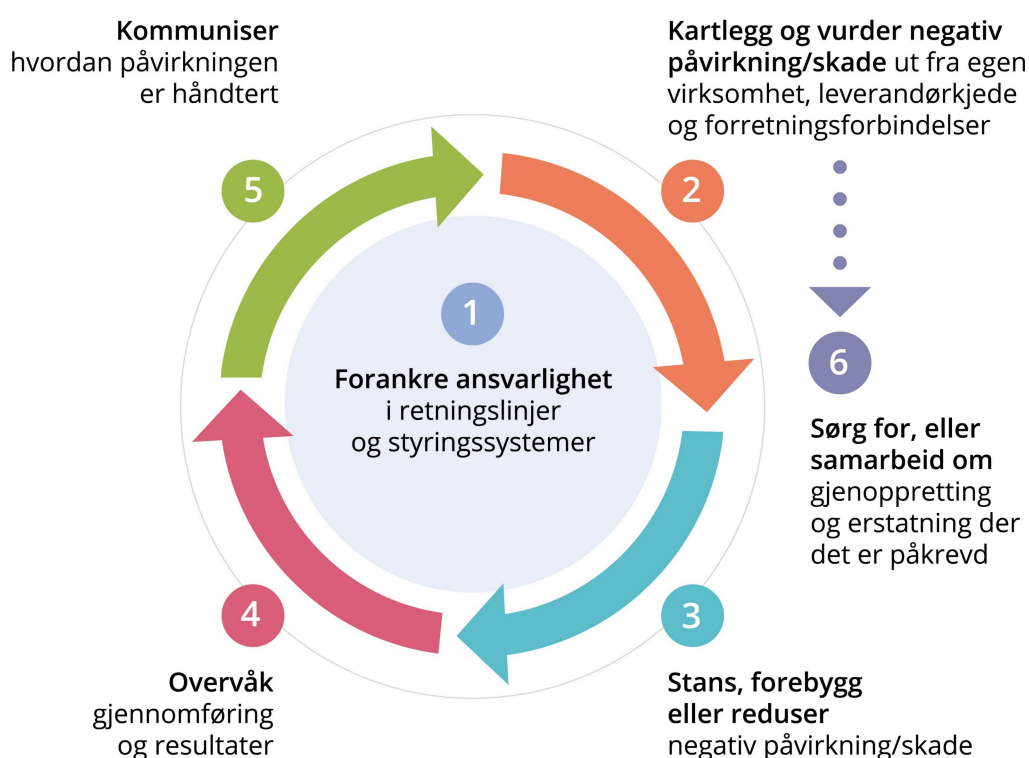 Kommuniser
hvordan påvirkningen
er håndtert
5
Kartlegg og vurder negativ
påvirkning/skade ut fra egen
virksomhet, leverandørkjede
og forretningsforbindelser
2
1
Forankre ansvarlighet
i retningslinjer
og styringssystemer
6
Sørg for, eller
samarbeid om
gjenoppretting
og erstatning der
det er påkrevd
4
Overvåk
gjennomføring
og resultater
3
Stans, forebygg
eller reduser
negativ påvirkning/skade